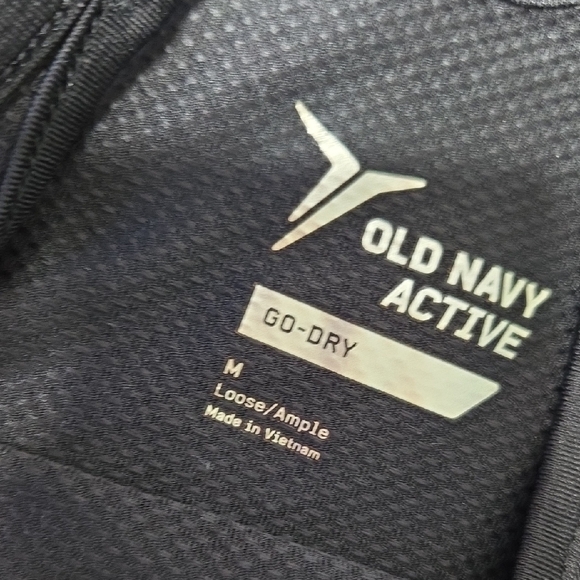 OLD NAVY
ACTIVE
GO-DRY
M
Loose/Ample
Made in Vietnam